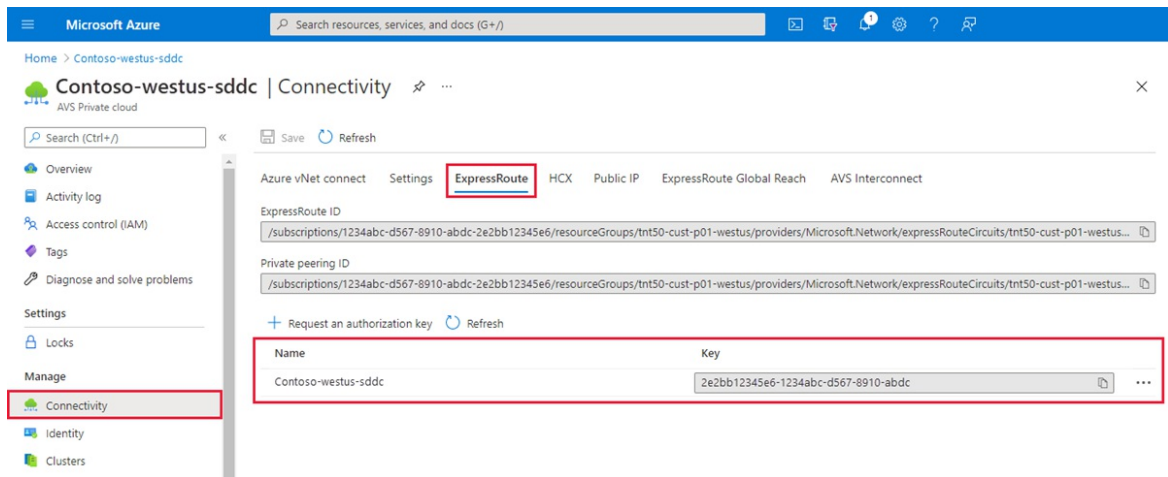 Microsoft Azure
Search resources, services, and docs (G+/)
1
Home > Contoso-westus-sddc
Contoso-westus-sddc | Connectivity
AVS Private cloud
Search (Ctrl+/)
Overview
Activity log
Access control (IAM)
Tags
Diagnose and solve problems
Settings
Locks
Manage
Connectivity
Identity
Clusters
Save Refresh
Azure vNet connect Settings ExpressRoute HCX Public IP ExpressRoute Global Reach AVS Interconnect
ExpressRoute ID
/subscriptions/1234abc-d567-8910-abdc-2e2bb12345e6/resourceGroups/tnt50-cust-p01-westus/providers/Microsoft.Network/expressRouteCircuits/tnt50-cust-p01-westus...
Private peering ID
/subscriptions/1234abc-d567-8910-abdc-2e2bb12345e6/resourceGroups/tnt50-cust-p01-westus/providers/Microsoft.Network/expressRouteCircuits/tnt50-cust-p01-westus...
+ Request an authorization key Refresh
Name Key
Contoso-westus-sddc 2e2bb12345e6-1234abc-d567-8910-abdc